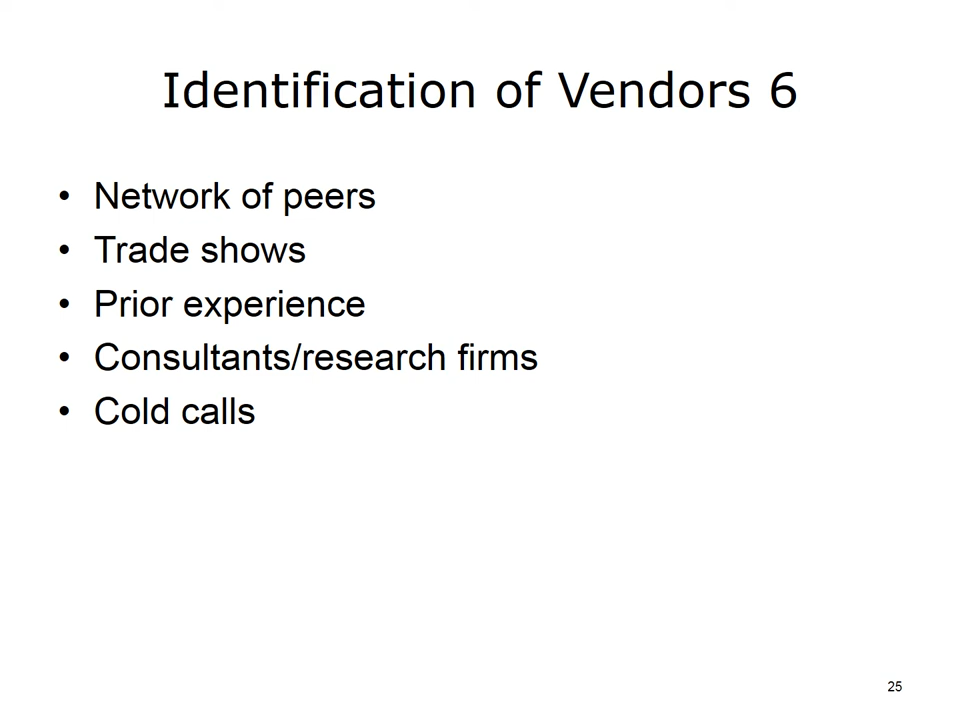 Identification of Vendors 6
• Network of peers
• Trade shows
• Prior experience
• Consultants/research firms
• Cold calls
25